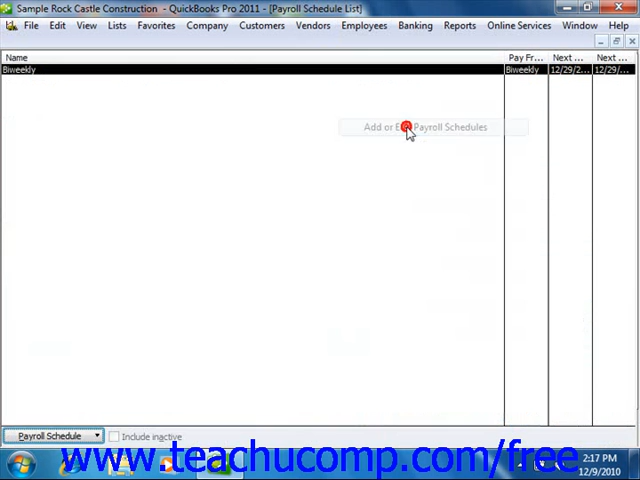 Sample Rock Castle Construction - QuickBooks Pro 2011 - [Payroll Schedule List]
File Edit View Lists Favorites Company Customers Vendors Employees Banking Reports Online Services Window Help
Name Pay Fr... Next ... Next ...
Biweekly Biweekly 12/29/2... 12/29/...
Add or E Payroll Schedules
Payroll Schedule Include inactive
www.teachucomp.com/free
2:17 PM
12/9/2010